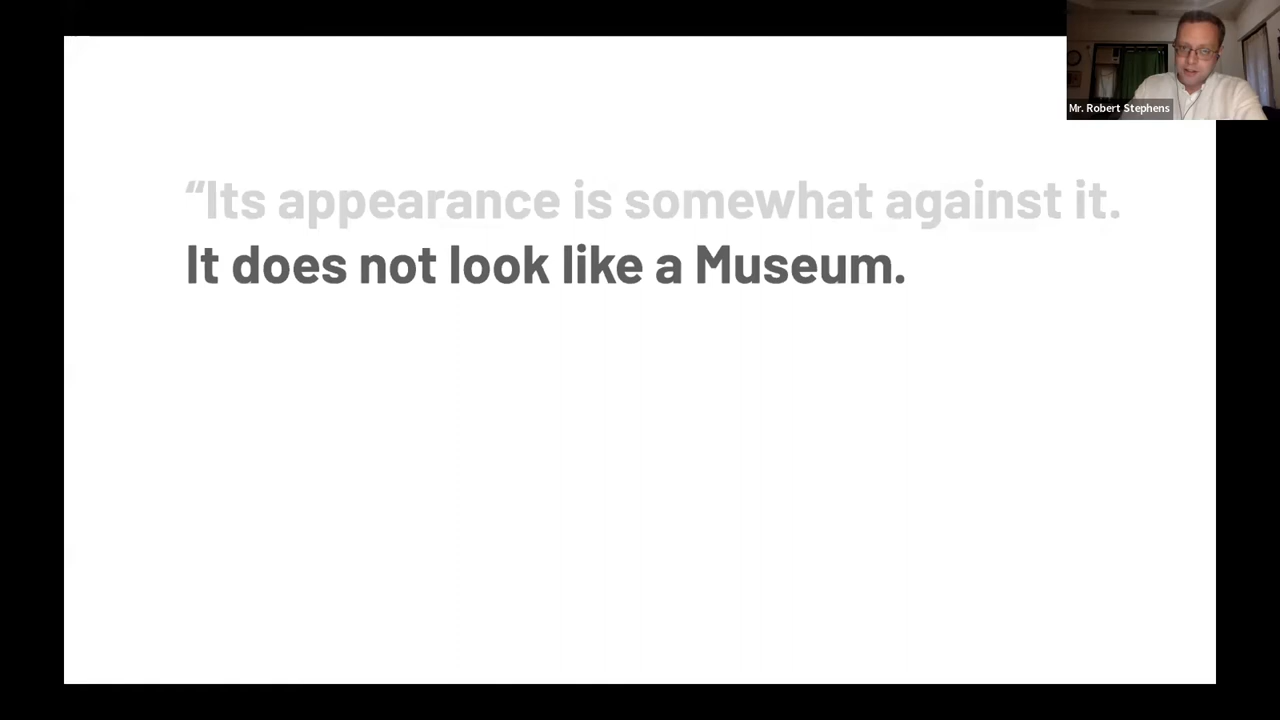 Mr. Robert Stephens
“Its appearance is somewhat against it.
It does not look like a Museum.